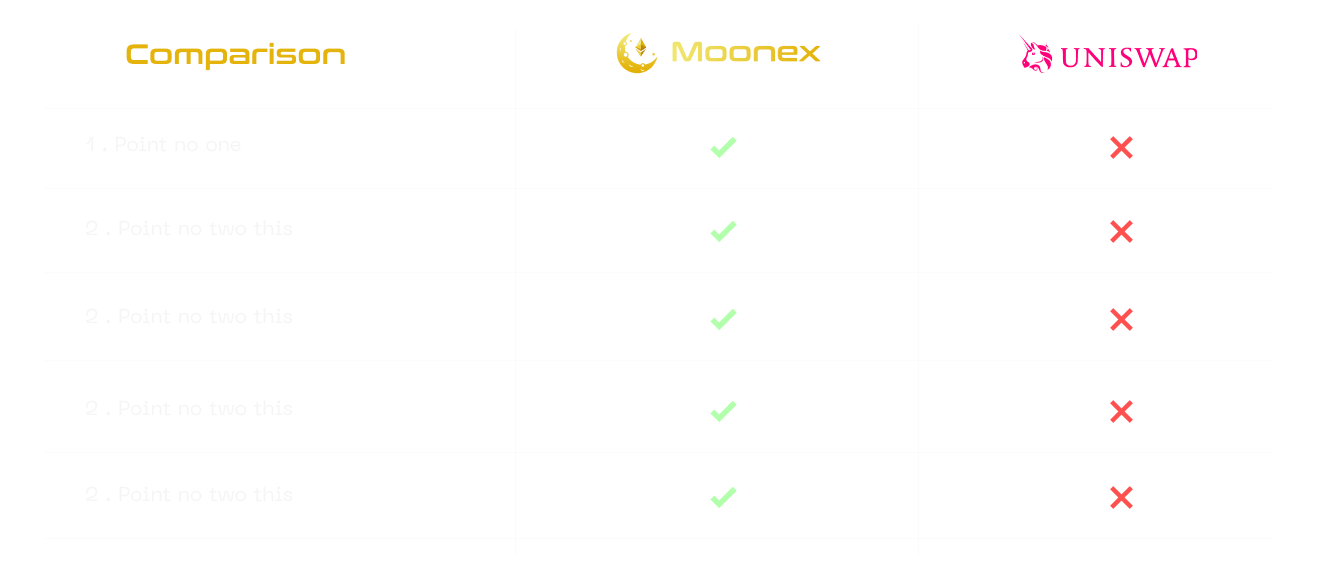 Comparison Moonex UNISWAP
1 . Point no one
2 . Point no two this
2 . Point no two this
2 . Point no two this
2 . Point no two this